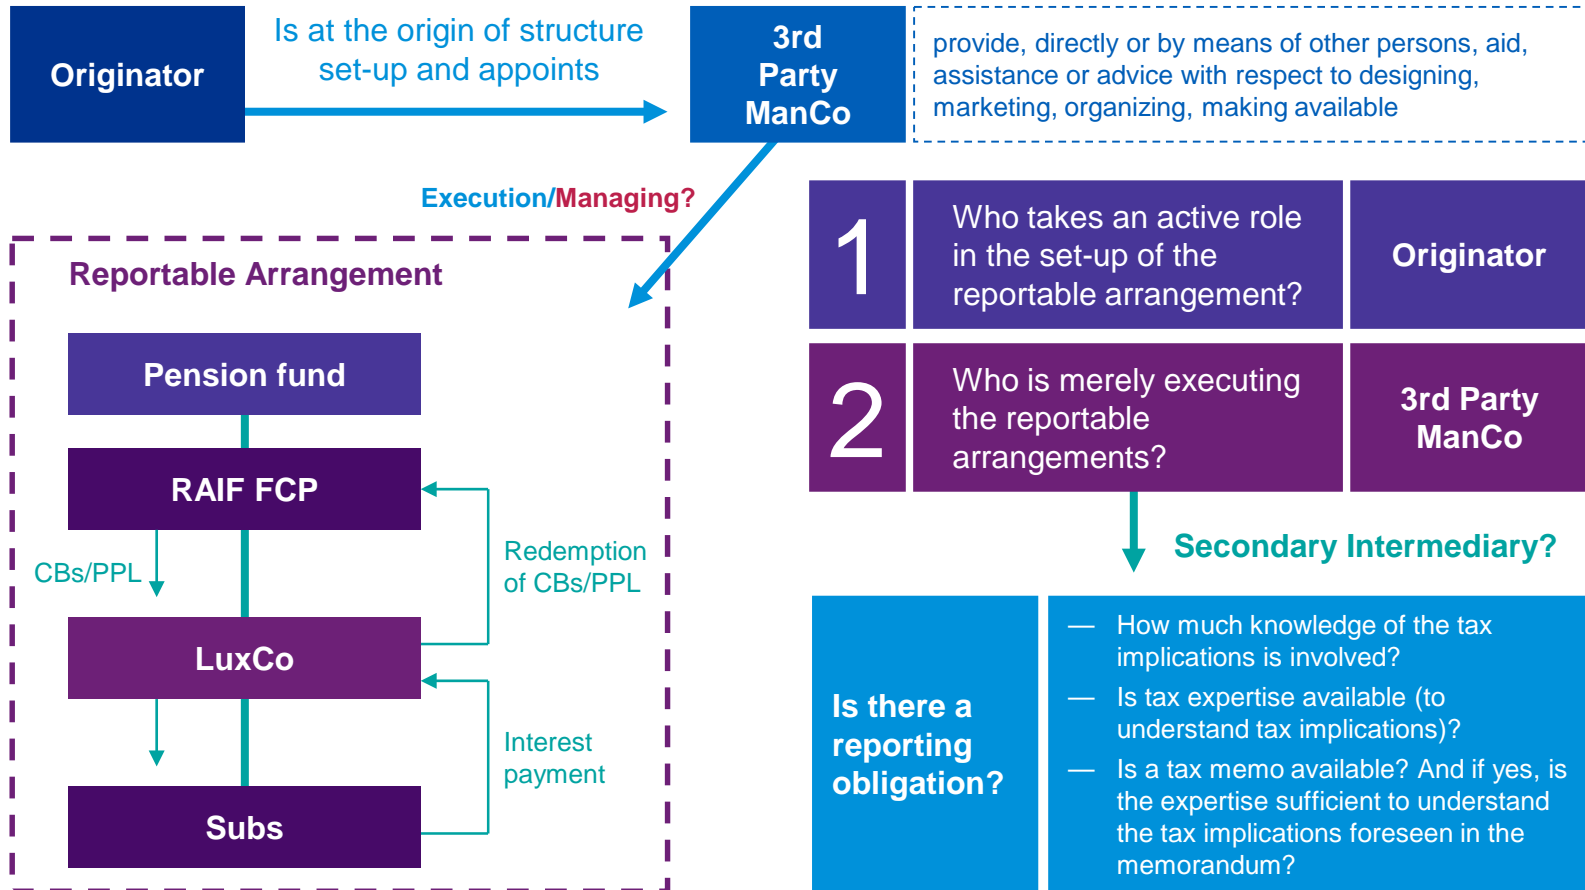 Originator
Is at the origin of structure
set-up and appoints
3rd
Party
ManCo
provide, directly or by means of other persons, aid,
assistance or advice with respect to designing,
marketing, organizing, making available
Execution/Managing?
Reportable Arrangement
Pension fund
RAIF FCP
CBs/PPL
Redemption
of CBs/PPL
LuxCo
Interest
payment
Subs
1
Who takes an active role
in the set-up of the
reportable arrangement?
Originator
2
Who is merely executing
the reportable
arrangements?
3rd Party
ManCo
Secondary Intermediary?
Is there a
reporting
obligation?
— How much knowledge of the tax
implications is involved?
— Is tax expertise available (to
understand tax implications)?
— Is a tax memo available? And if yes, is
the expertise sufficient to understand
the tax implications foreseen in the
memorandum?